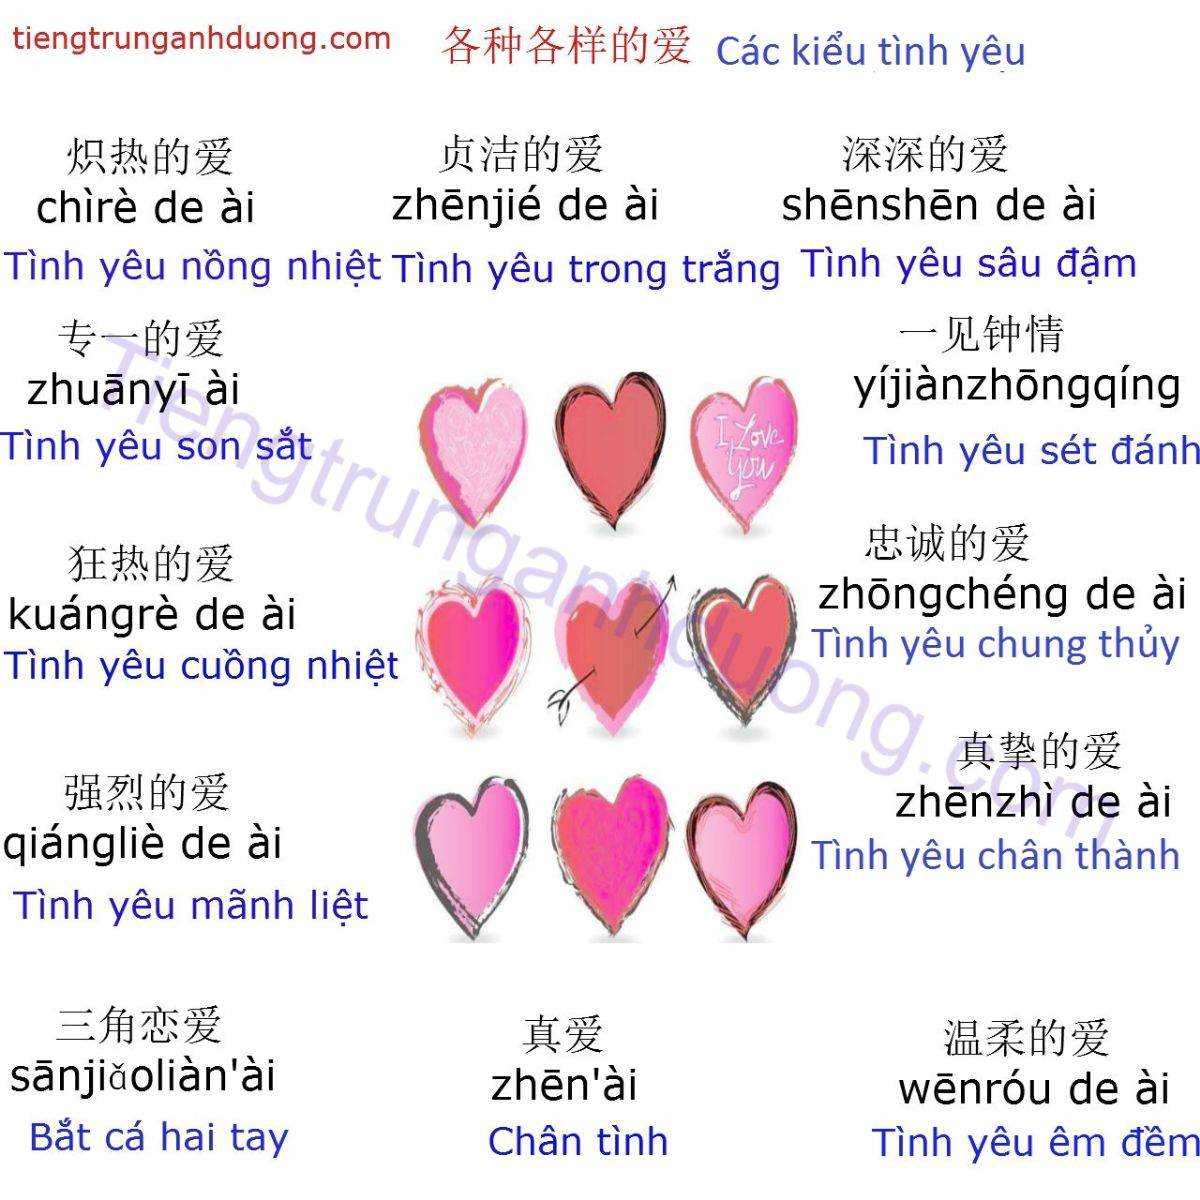 tiengtrunganhduong.com
各种各样的爱 Các kiểu tình yêu
炽热的爱
chìrè de ài
Tình yêu nồng nhiệt
贞洁的爱
zhēnjié de ài
Tình yêu trong trắng
深深的爱
shēnshēn de ài
Tình yêu sâu đậm
专一的爱
zhuānyī ài
Tình yêu son sắt
一见钟情
yíjiànzhōngqíng
Tình yêu sét đánh
I Love
You
狂热的爱
kuángrè de ài
Tình yêu cuồng nhiệt
忠诚的爱
zhōngchéng de ài
Tình yêu chung thủy
强烈的爱
qiángliè de ài
Tình yêu mãnh liệt
真挚的爱
zhēnzhì de ài
Tình yêu chân thành
三角恋爱
sānjiǎoliàn'ài
Bắt cá hai tay
真爱
zhēn'ài
Chân tình
温柔的爱
wēnróu de ài
Tình yêu êm đềm
Tiengtrunganhduong.com